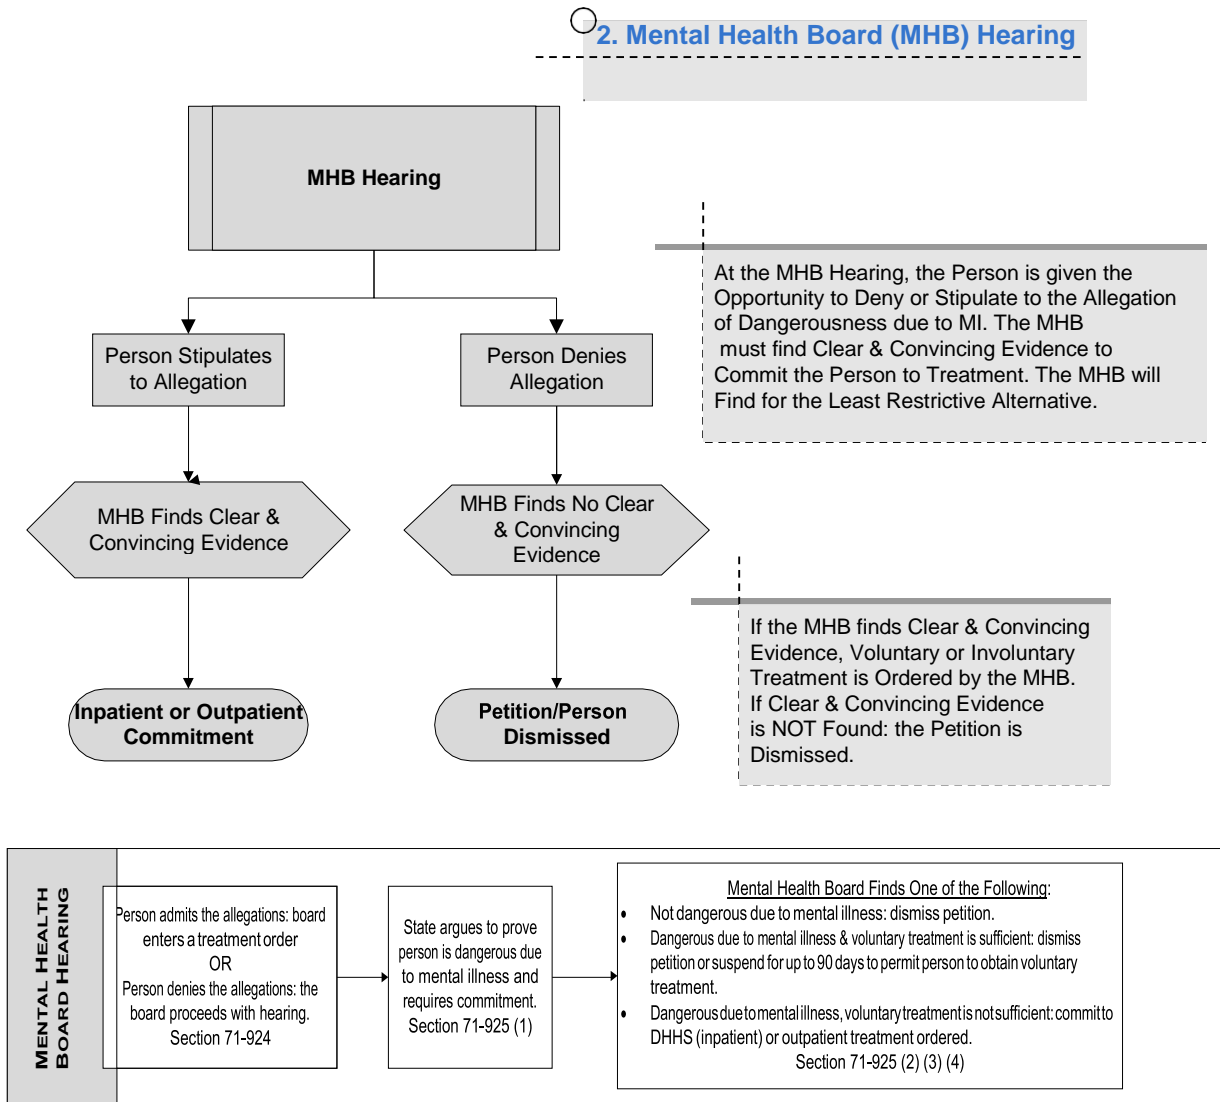 2. Mental Health Board (MHB) Hearing
MHB Hearing
Person Stipulates
to Allegation
Person Denies
Allegation
At the MHB Hearing, the Person is given the
Opportunity to Deny or Stipulate to the Allegation
of Dangerousness due to MI. The MHB
must find Clear & Convincing Evidence to
Commit the Person to Treatment. The MHB will
Find for the Least Restrictive Alternative.
MHB Finds Clear &
Convincing Evidence
MHB Finds No Clear
& Convincing
Evidence
If the MHB finds Clear & Convincing
Evidence, Voluntary or Involuntary
Treatment is Ordered by the MHB.
If Clear & Convincing Evidence
is NOT Found: the Petition is
Dismissed.
Inpatient or Outpatient
Commitment
Petition/Person
Dismissed
MENTAL HEALTH
BOARD HEARING
Person admits the allegations: board
enters a treatment order
OR
Person denies the allegations: the
board proceeds with hearing.
Section 71-924
State argues to prove
person is dangerous due
to mental illness and
requires commitment.
Section 71-925 (1)
Mental Health Board Finds One of the Following:
• Not dangerous due to mental illness: dismiss petition.
• Dangerous due to mental illness & voluntary treatment is sufficient: dismiss
petition or suspend for up to 90 days to permit person to obtain voluntary
treatment.
• Dangerous due to mental illness, voluntary treatment is not sufficient: commit to
DHHS (inpatient) or outpatient treatment ordered.
Section 71-925 (2) (3) (4)